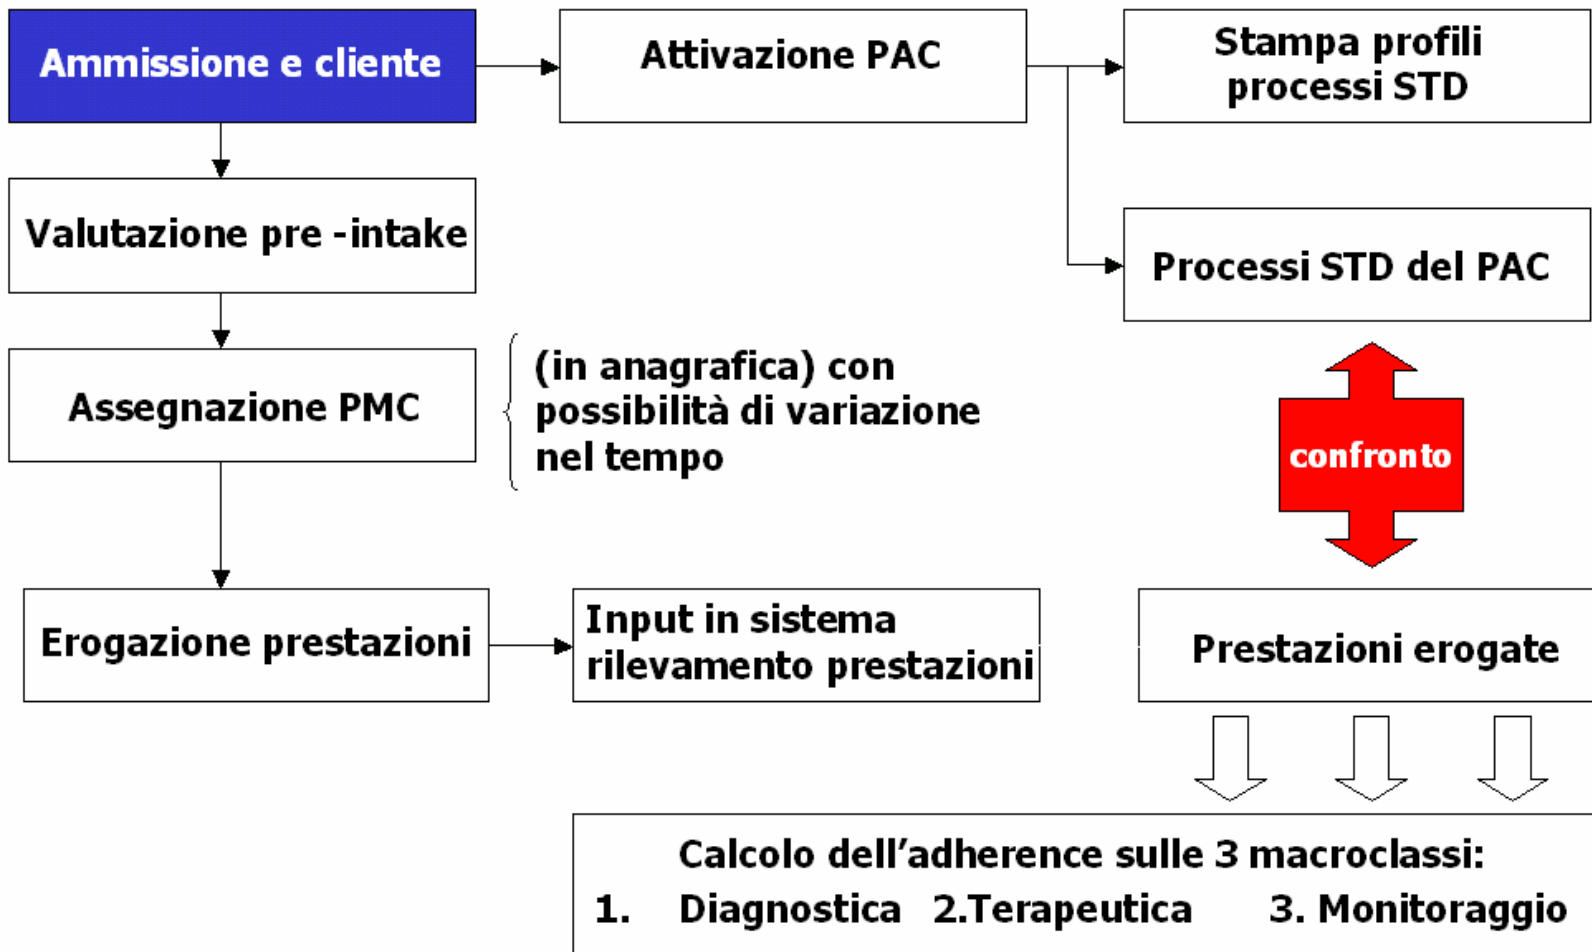 Ammissione e cliente
Attivazione PAC
Stampa profili
processi STD
Valutazione pre -intake
Processi STD del PAC
Assegnazione PMC
(in anagrafica) con
possibilità di variazione
nel tempo
confronto
Erogazione prestazioni
Input in sistema
rilevamento prestazioni
Prestazioni erogate
Calcolo dell’adherence sulle 3 macroclassi:
1. Diagnostica 2.Terapeutica 3. Monitoraggio